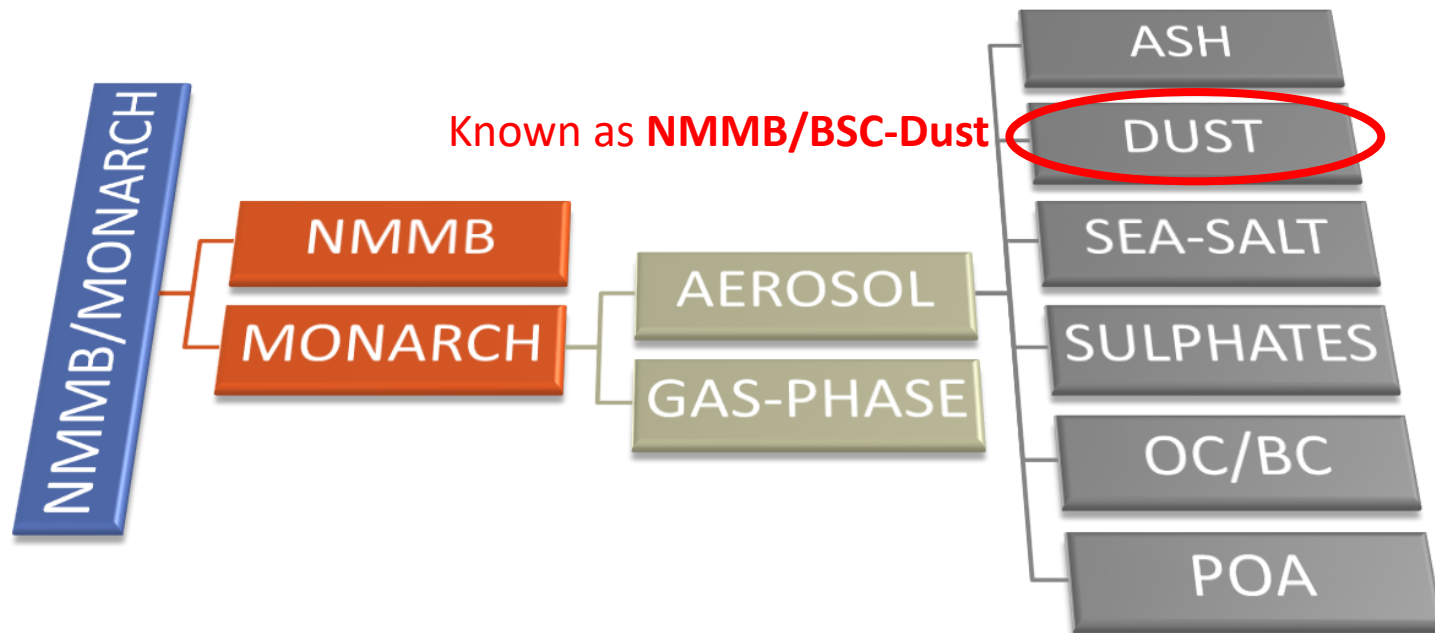 NMMB/MONARCH
NMMB
MONARCH
AEROSOL
GAS-PHASE
ASH
Known as NMMB/BSC-Dust
DUST
SEA-SALT
SULPHATES
OC/BC
POA